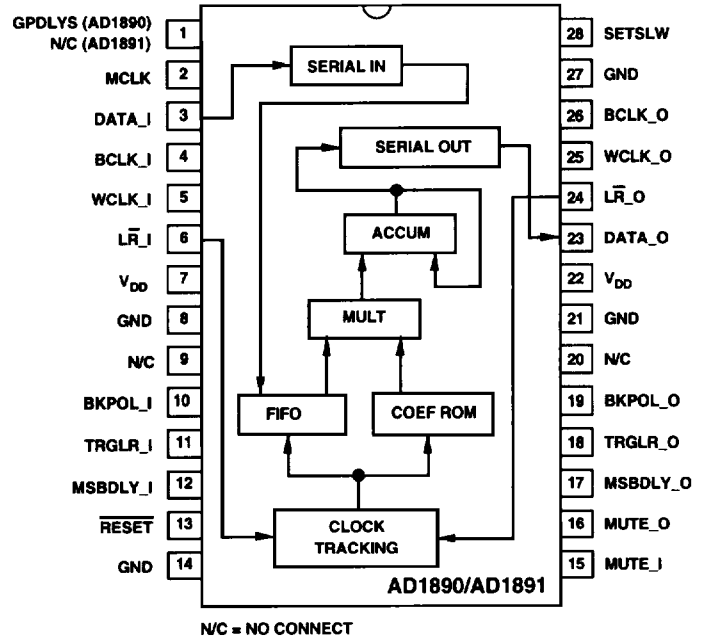 GPDLYS (AD1890)
N/C (AD1891) 1
MCLK 2
DATA_I 3
BCLK_I 4
WCLK_I 5
LR̅_I 6
VDD 7
GND 8
N/C 9
BKPOL_I 10
TRGLR_I 11
MSBDLY_I 12
R̅E̅S̅E̅T̅ 13
GND 14
SERIAL IN
SERIAL OUT
ACCUM
MULT
FIFO
COEF ROM
CLOCK
TRACKING
AD1890/AD1891
28 SETSLW
27 GND
26 BCLK_O
25 WCLK_O
24 LR̅_O
23 DATA_O
22 VDD
21 GND
20 N/C
19 BKPOL_O
18 TRGLR_O
17 MSBDLY_O
16 MUTE_O
15 MUTE_I
N/C = NO CONNECT